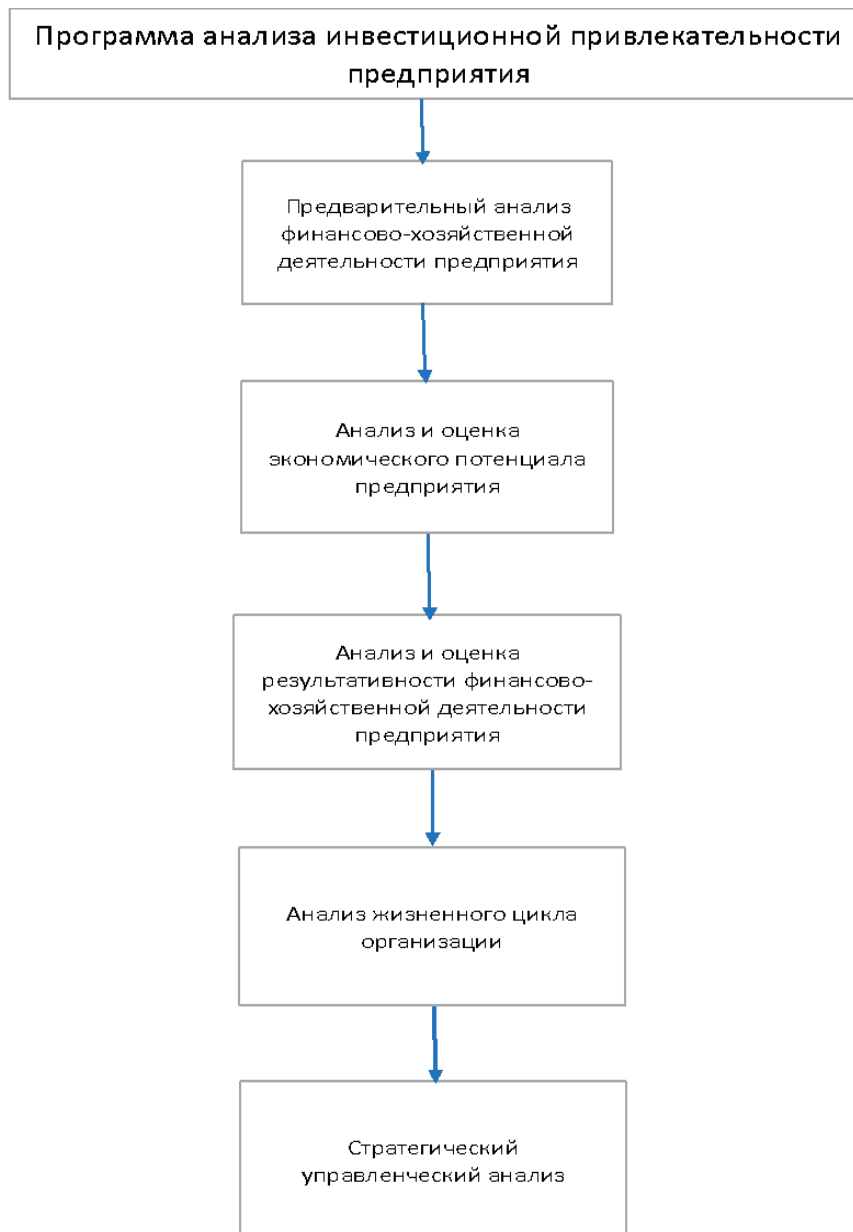 Программа анализа инвестиционной привлекательности
предприятия
Предварительный анализ
финансово-хозяйственной
деятельности предприятия
Анализ и оценка
экономического потенциала
предприятия
Анализ и оценка
результативности финансово-
хозяйственной деятельности
предприятия
Анализ жизненного цикла
организации
Стратегический
управленческий анализ